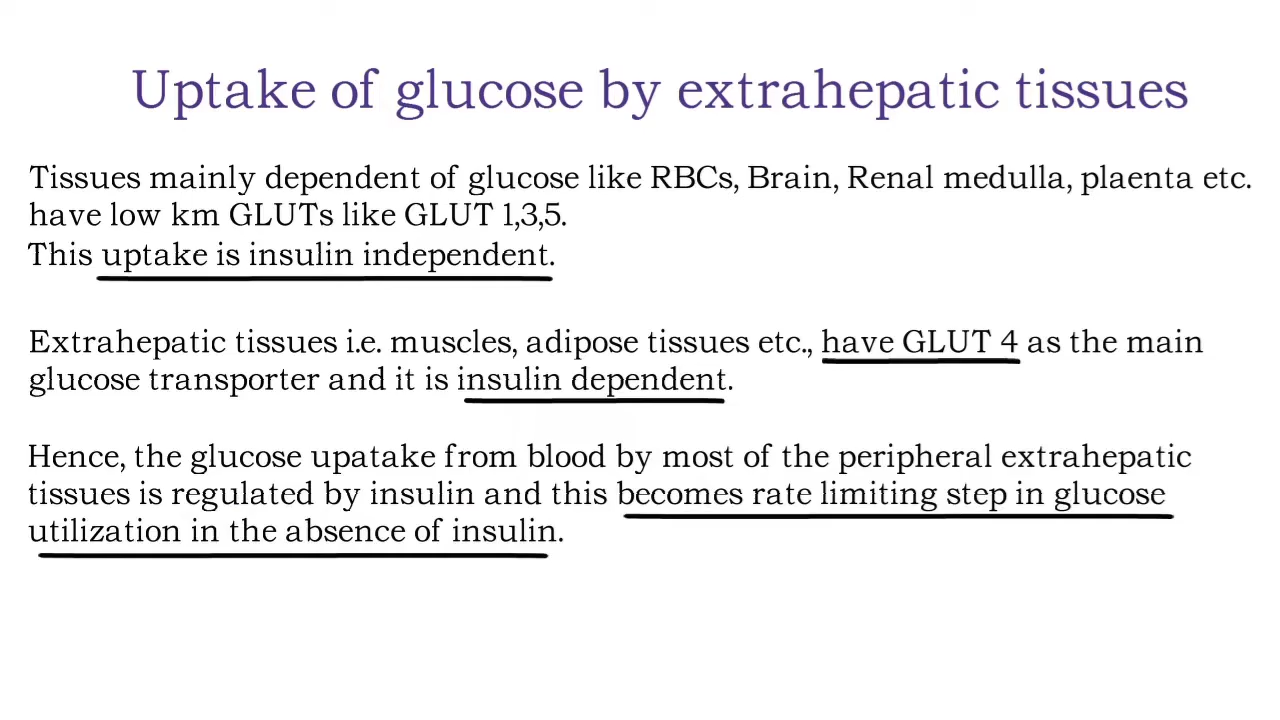 Uptake of glucose by extrahepatic tissues
Tissues mainly dependent of glucose like RBCs, Brain, Renal medulla, plaenta etc.
have low km GLUTs like GLUT 1,3,5.
This uptake is insulin independent.
Extrahepatic tissues i.e. muscles, adipose tissues etc., have GLUT 4 as the main
glucose transporter and it is insulin dependent.
Hence, the glucose upatake from blood by most of the peripheral extrahepatic
tissues is regulated by insulin and this becomes rate limiting step in glucose
utilization in the absence of insulin.